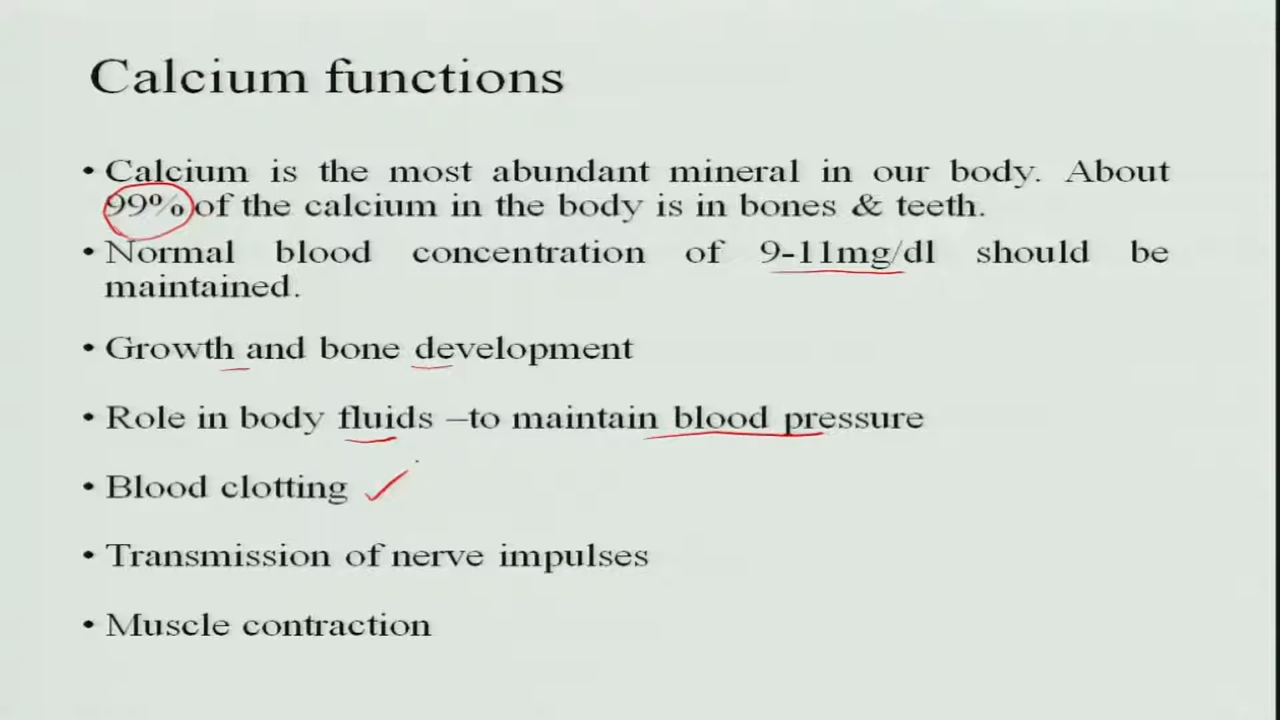 Calcium functions
• Calcium is the most abundant mineral in our body. About
99% of the calcium in the body is in bones & teeth.
• Normal blood concentration of 9-11mg/dl should be
maintained.
• Growth and bone development
• Role in body fluids –to maintain blood pressure
• Blood clotting
• Transmission of nerve impulses
• Muscle contraction